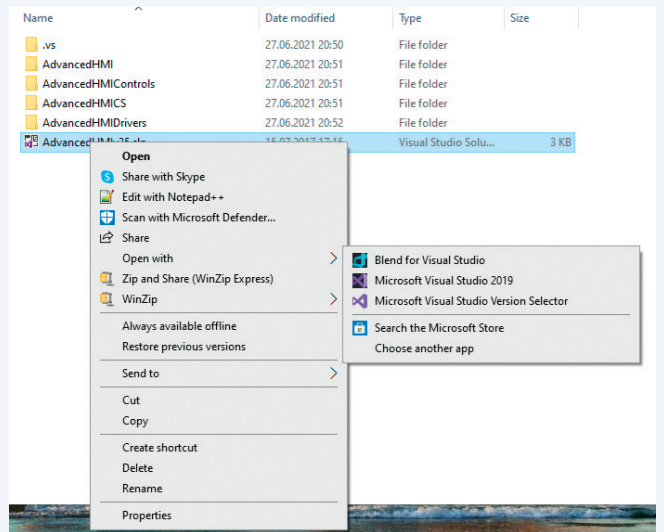 Name Date modified Type Size
.vs 27.06.2021 20:50 File folder
AdvancedHMI 27.06.2021 20:51 File folder
AdvancedHMIControls 27.06.2021 20:51 File folder
AdvancedHMICS 27.06.2021 20:51 File folder
AdvancedHMIDrivers 27.06.2021 20:52 File folder
Visual Studio Solu... 3 KB
Open
Share with Skype
Edit with Notepad++
Scan with Microsoft Defender...
Share
Open with
Zip and Share (WinZip Express)
WinZip
Always available offline
Restore previous versions
Send to
Cut
Copy
Create shortcut
Delete
Rename
Properties
Blend for Visual Studio
Microsoft Visual Studio 2019
Microsoft Visual Studio Version Selector
Search the Microsoft Store
Choose another app